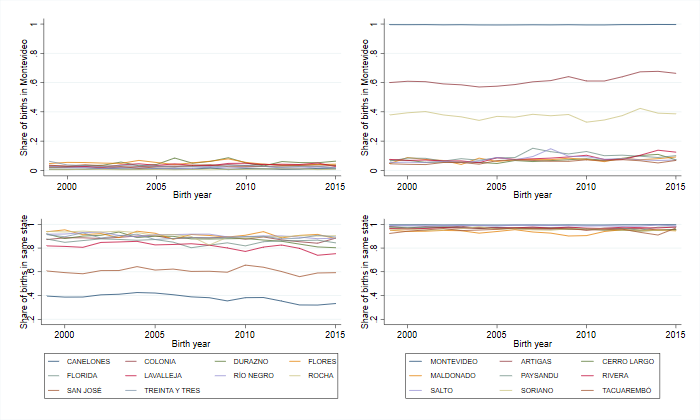 Share of births in Montevideo
0 .2 .4 .6 .8 1
2000 2005 2010 2015
Birth year
Share of births in Montevideo
0 .2 .4 .6 .8 1
2000 2005 2010 2015
Birth year
Share of births in same state
.2 .4 .6 .8 1
2000 2005 2010 2015
Birth year
Share of births in same state
.2 .4 .6 .8 1
2000 2005 2010 2015
Birth year
CANELONES COLONIA DURAZNO FLORES
FLORIDA LAVALLEJA RÍO NEGRO ROCHA
SAN JOSÉ TREINTA Y TRES
MONTEVIDEO ARTIGAS CERRO LARGO
MALDONADO PAYSANDU RIVERA
SALTO SORIANO TACUAREMBÓ